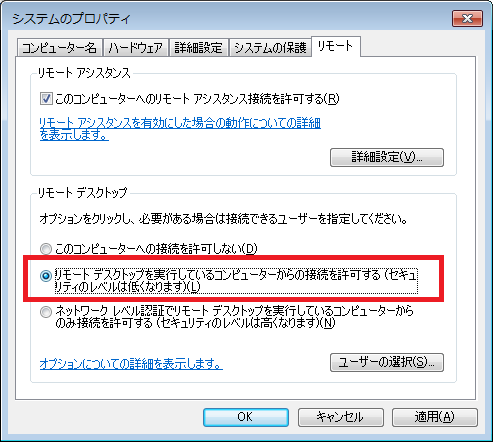 システムのプロパティ
コンピューター名
ハードウェア
詳細設定
システムの保護
リモート
リモート アシスタンス
このコンピューターへのリモート アシスタンス接続を許可する(R)
リモート アシスタンスを有効にした場合の動作についての詳細
を表示します。
詳細設定(V)...
リモート デスクトップ
オプションをクリックし、必要がある場合は接続できるユーザーを指定してください。
このコンピューターへの接続を許可しない(D)
リモート デスクトップを実行しているコンピューターからの接続を許可する (セキュ
リティのレベルは低くなります)(L)
ネットワーク レベル認証でリモート デスクトップを実行しているコンピューターから
のみ接続を許可する (セキュリティのレベルは高くなります)(N)
オプションについての詳細を表示します。
ユーザーの選択(S)...
OK
キャンセル
適用(A)